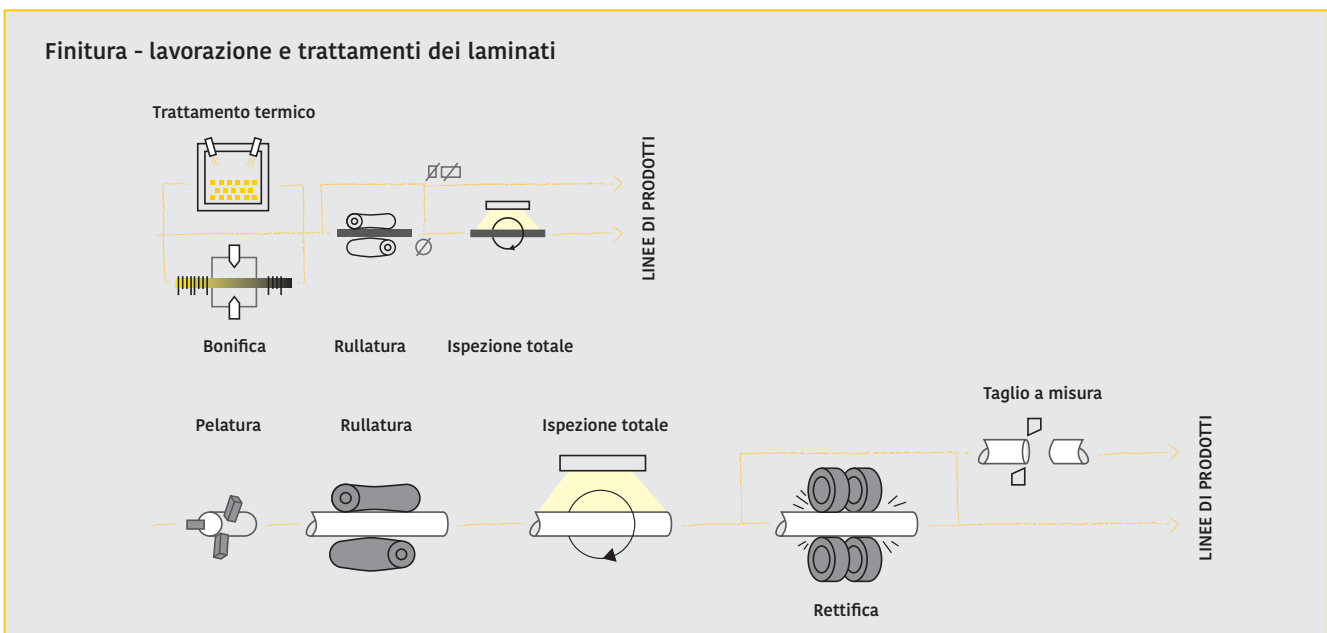 Finitura - lavorazione e trattamenti dei laminati
Trattamento termico
LINEE DI PRODOTTI
Bonifica
Rullatura
Ispezione totale
Taglio a misura
Pelatura
Rullatura
Ispezione totale
LINEE DI PRODOTTI
Rettifica